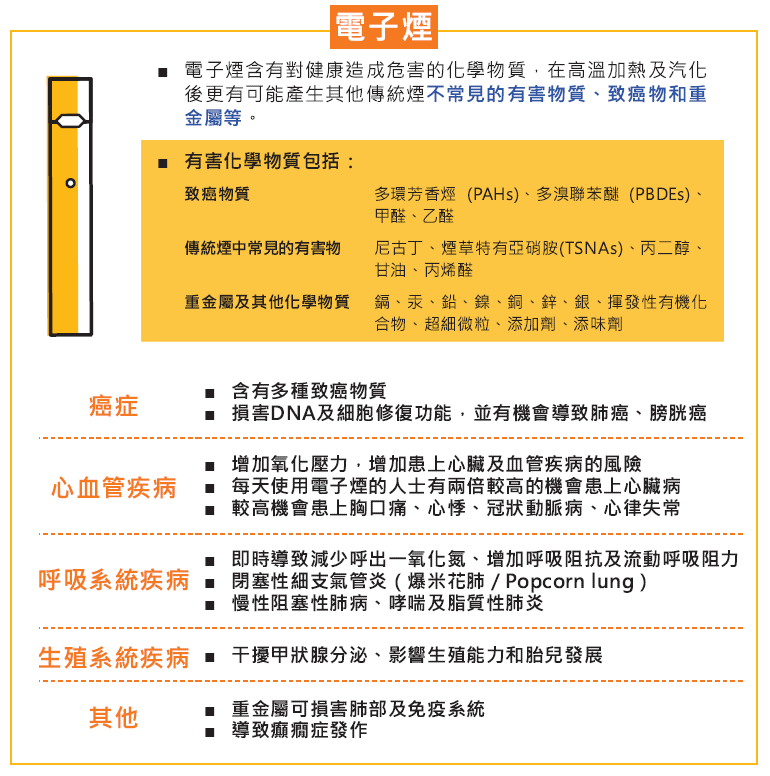 電子煙
■ 電子煙含有對健康造成危害的化學物質，在高溫加熱及汽化
後更有可能產生其他傳統煙不常見的有害物質、致癌物和重
金屬等。
■ 有害化學物質包括：
致癌物質 多環芳香烴 (PAHs)、多溴聯苯醚 (PBDEs)、
甲醛、乙醛
傳統煙中常見的有害物 尼古丁、煙草特有亞硝胺(TSNAs)、丙二醇、
甘油、丙烯醛
重金屬及其他化學物質 鎘、汞、鉛、鎳、銅、鋅、銀、揮發性有機化
合物、超細微粒、添加劑、添味劑
癌症
■ 含有多種致癌物質
■ 損害DNA及細胞修復功能，並有機會導致肺癌、膀胱癌
心血管疾病
■ 增加氧化壓力，增加患上心臟及血管疾病的風險
■ 每天使用電子煙的人士有兩倍較高的機會患上心臟病
■ 較高機會患上胸口痛、心悸、冠狀動脈病、心律失常
呼吸系統疾病
■ 即時導致減少呼出一氧化氮、增加呼吸阻抗及流動呼吸阻力
■ 閉塞性細支氣管炎 ( 爆米花肺 / Popcorn lung )
■ 慢性阻塞性肺病、哮喘及脂質性肺炎
生殖系統疾病 ■ 干擾甲狀腺分泌、影響生殖能力和胎兒發展
其他
■ 重金屬可損害肺部及免疫系統
■ 導致癲癇症發作